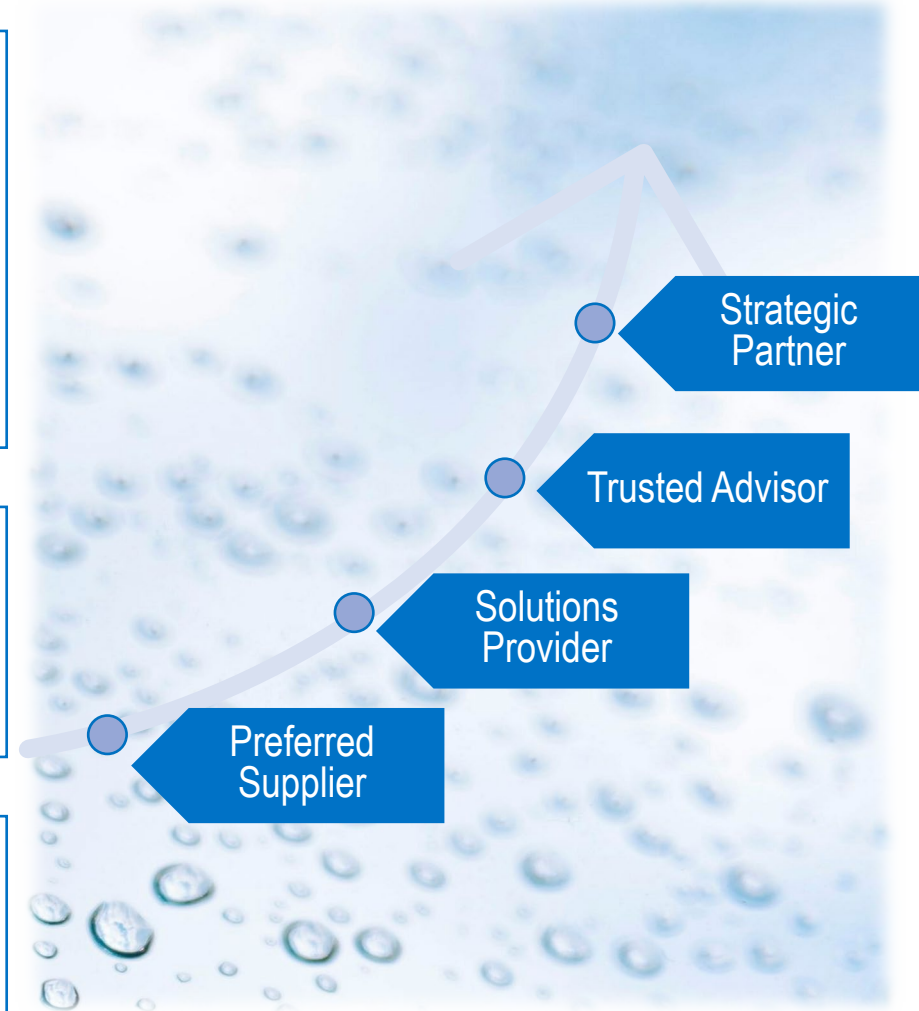 Strategic
Partner
Trusted Advisor
Solutions
Provider
Preferred
Supplier